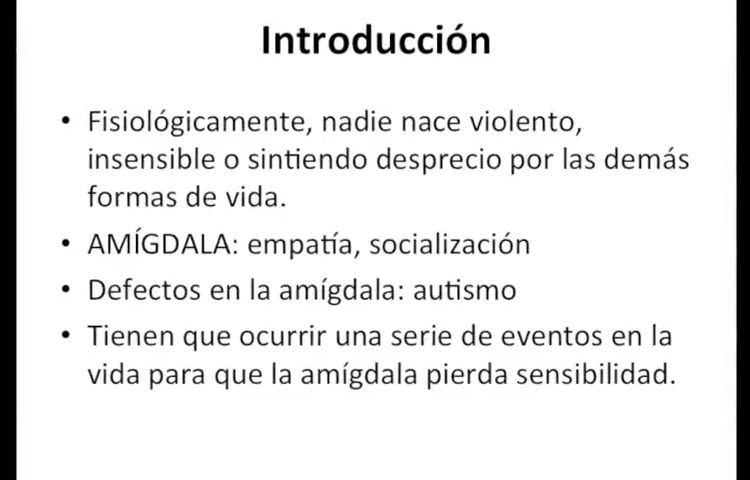 Introducción
• Fisiológicamente, nadie nace violento,
insensible o sintiendo desprecio por las demás
formas de vida.
• AMÍGDALA: empatía, socialización
• Defectos en la amígdala: autismo
• Tienen que ocurrir una serie de eventos en la
vida para que la amígdala pierda sensibilidad.